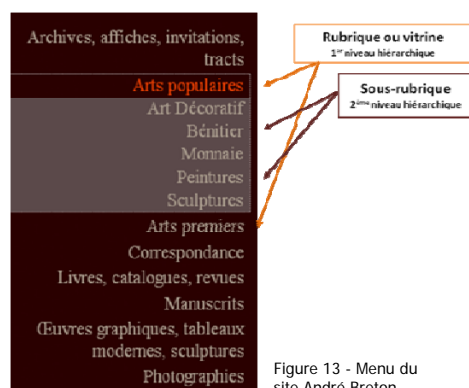 Archives, affiches, invitations,
tracts
Arts populaires
Art Décoratif
Bénitier
Monnaie
Peintures
Sculptures
Arts premiers
Correspondance
Livres, catalogues, revues
Manuscrits
Œuvres graphiques, tableaux
modernes, sculptures
Photographies
Rubrique ou vitrine
1er niveau hiérarchique
Sous-rubrique
2ème niveau hiérarchique
Figure 13 - Menu du
site André Breton